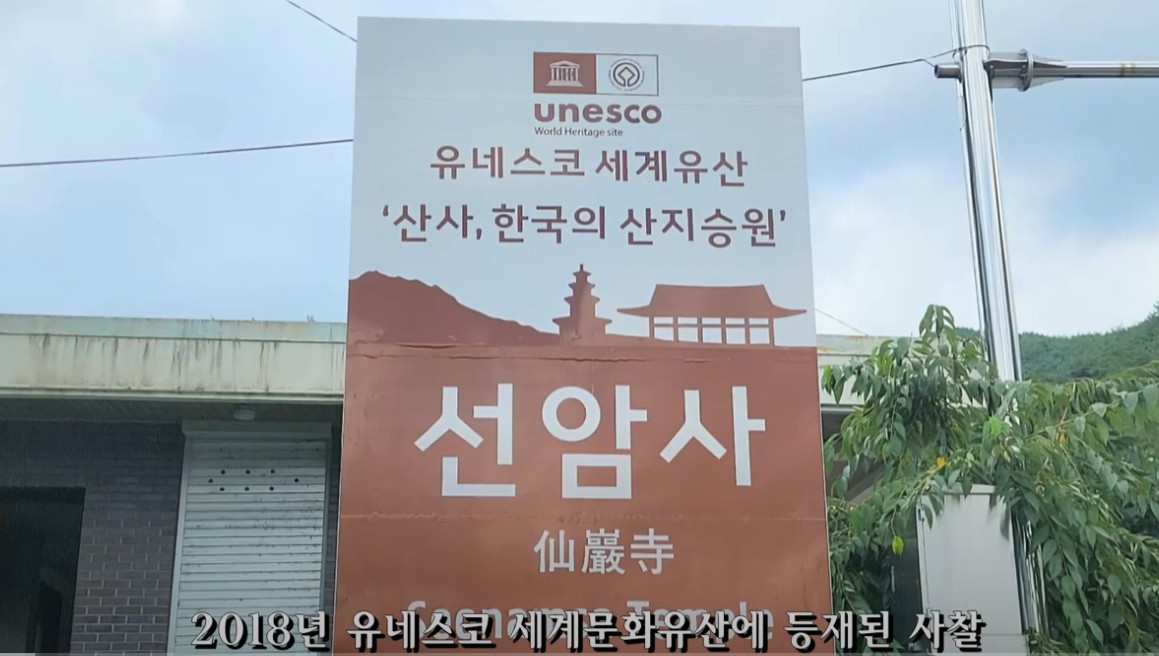 unesco
World Heritage site
유네스코 세계유산
‘산사, 한국의 산지승원’
선암사
仙巖寺
2018년 유네스코 세계문화유산에 등재된 사찰